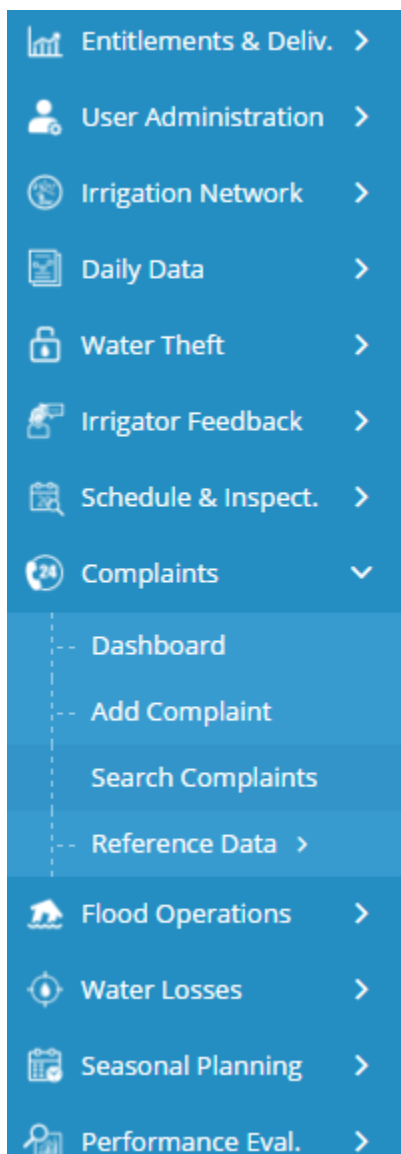 Entitlements & Deliv.
User Administration
Irrigation Network
Daily Data
Water Theft
Irrigator Feedback
Schedule & Inspect.
24
Complaints
Dashboard
Add Complaint
Search Complaints
Reference Data
Flood Operations
Water Losses
Seasonal Planning
Performance Eval.